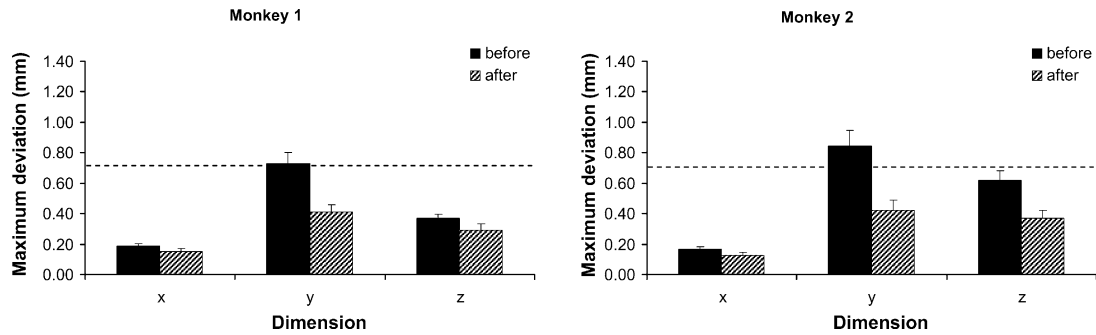 Monkey 1
Maximum deviation (mm)
1.40
1.20
1.00
0.80
0.60
0.40
0.20
0.00
before
after
x y z
Dimension
Monkey 2
Maximum deviation (mm)
1.40
1.20
1.00
0.80
0.60
0.40
0.20
0.00
before
after
x y z
Dimension